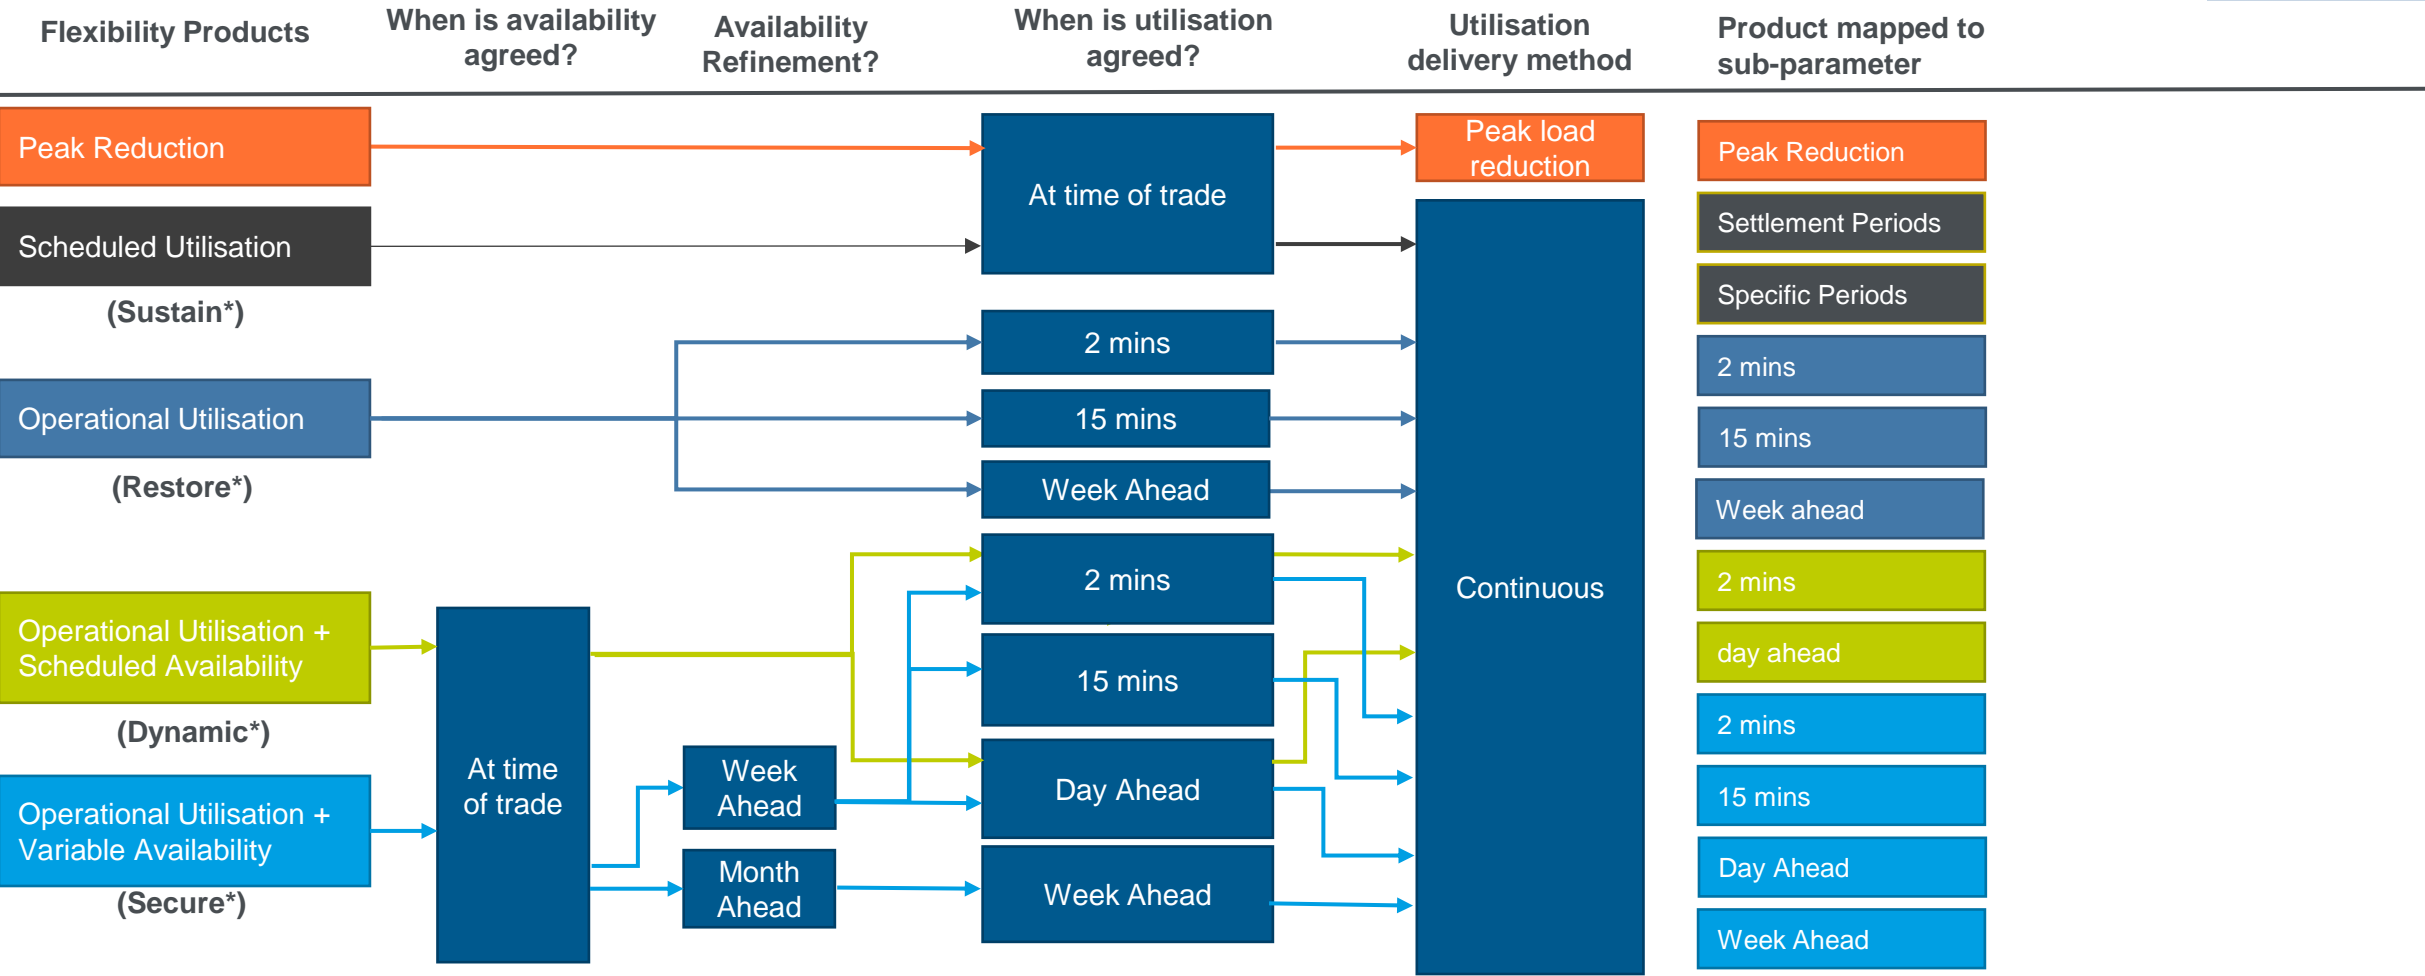 Flexibility Products
When is availability
agreed?
Availability
Refinement?
When is utilisation
agreed?
Utilisation
delivery method
Product mapped to
sub-parameter
Peak Reduction
Scheduled Utilisation
(Sustain*)
Operational Utilisation
(Restore*)
Operational Utilisation +
Scheduled Availability
(Dynamic*)
Operational Utilisation +
Variable Availability
(Secure*)
At time
of trade
Week
Ahead
Month
Ahead
At time of trade
2 mins
15 mins
Week Ahead
2 mins
15 mins
Day Ahead
Week Ahead
Peak load
reduction
Continuous
Peak Reduction
Settlement Periods
Specific Periods
2 mins
15 mins
Week ahead
2 mins
day ahead
2 mins
15 mins
Day Ahead
Week Ahead